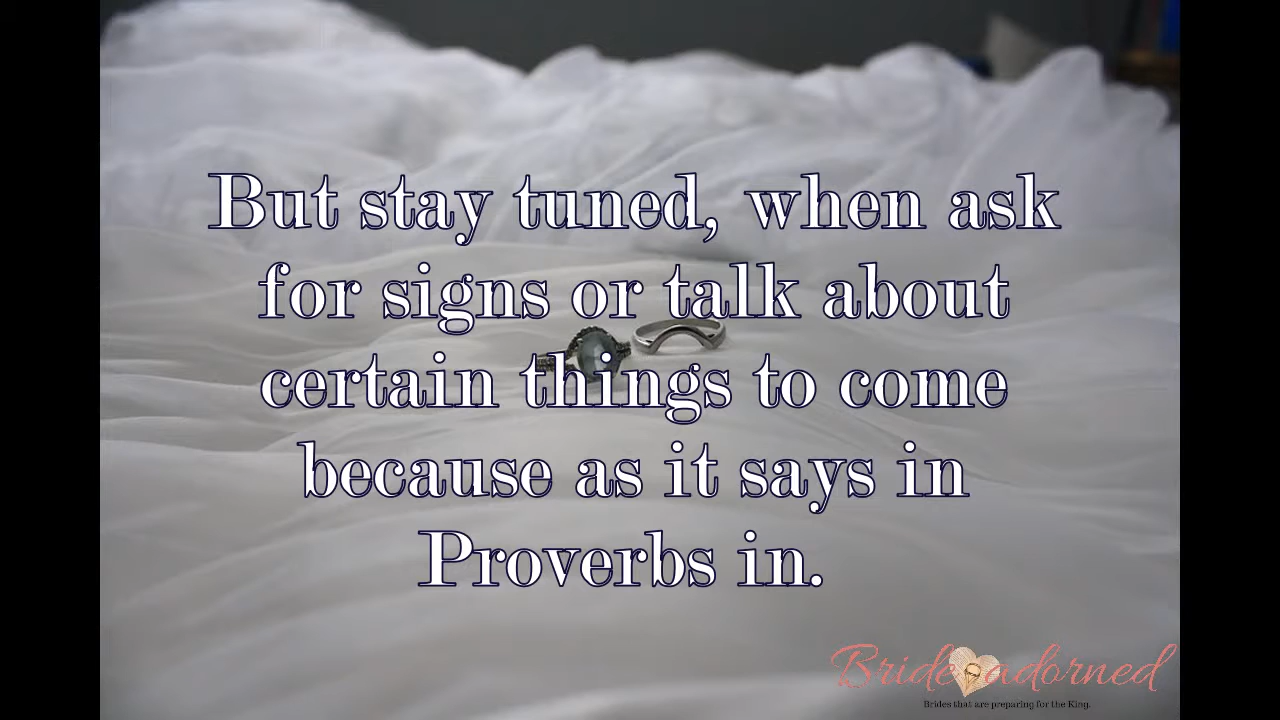 But stay tuned, when ask
for signs or talk about
certain things to come
because as it says in
Proverbs in.
Bride adorned
Brides that are preparing for the King.